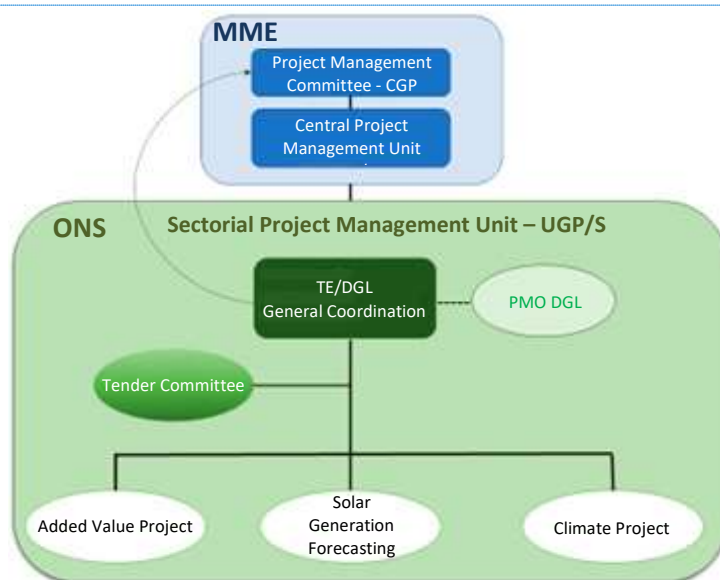 MME
Project Management
Committee - CGP
Central Project
Management Unit
ONS
Sectorial Project Management Unit – UGP/S
TE/DGL
General Coordination
PMO DGL
Tender Committee
Added Value Project
Solar
Generation
Forecasting
Climate Project